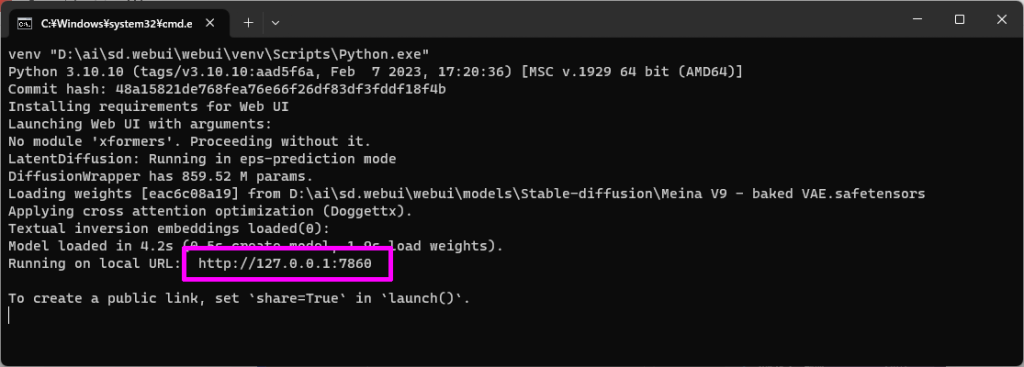 C:¥Windows¥system32¥cmd.e
venv "D:\ai\sd.webui\webui\venv\Scripts\Python.exe"
Python 3.10.10 (tags/v3.10.10:aad5f6a, Feb  7 2023, 17:20:36) [MSC v.1929 64 bit (AMD64)]
Commit hash: 48a15821de768fea76e66f26df83df3fddf18f4b
Installing requirements for Web UI
Launching Web UI with arguments:
No module 'xformers'. Proceeding without it.
LatentDiffusion: Running in eps-prediction mode
DiffusionWrapper has 859.52 M params.
Loading weights [eac6c08a19] from D:\ai\sd.webui\webui\models\Stable-diffusion\Meina V9 - baked VAE.safetensors
Applying cross attention optimization (Doggettx).
Textual inversion embeddings loaded(0):
Model loaded in 4.2s (0.5s create model, 1.9s load weights).
Running on local URL:  http://127.0.0.1:7860
To create a public link, set `share=True` in `launch()`.